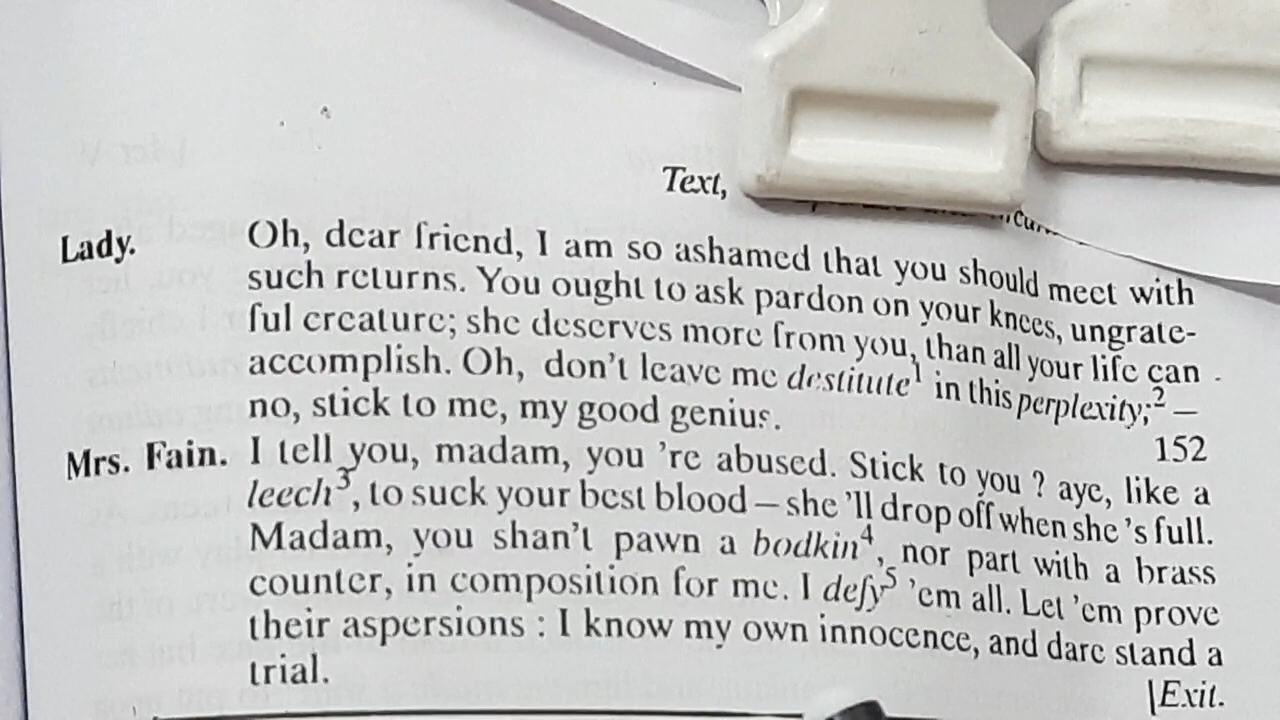 Text,
Lady. Oh, dear friend, I am so ashamed that you should meet with
such returns. You ought to ask pardon on your knees, ungrate-
ful creature; she deserves more from you, than all your life can
accomplish. Oh, don't leave me destitute¹ in this perplexity;² —
no, stick to me, my good genius.
152
Mrs. Fain. I tell you, madam, you 're abused. Stick to you ? aye, like a
leech³, to suck your best blood — she 'll drop off when she 's full.
Madam, you shan't pawn a bodkin⁴, nor part with a brass
counter, in composition for me. I defy⁵ 'em all. Let 'em prove
their aspersions : I know my own innocence, and dare stand a
trial.
[Exit.